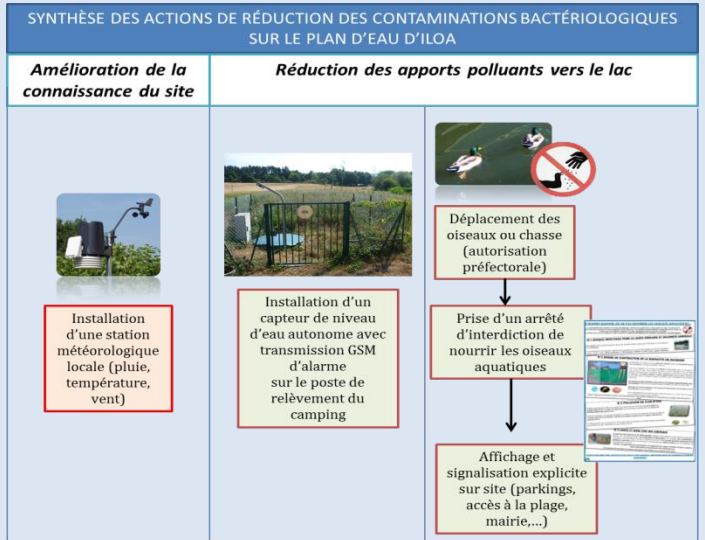 SYNTHÈSE DES ACTIONS DE RÉDUCTION DES CONTAMINATIONS BACTÉRIOLOGIQUES
SUR LE PLAN D'EAU D'ILOA
Amélioration de la
connaissance du site
Réduction des apports polluants vers le lac
Installation
d'une station
météorologique
locale (pluie,
température,
vent)
Installation d'un
capteur de niveau
d'eau autonome avec
transmission GSM
d'alarme
sur le poste de
relèvement du
camping
Déplacement des
oiseaux ou chasse
(autorisation
préfectorale)
Prise d'un arrêté
d'interdiction de
nourrir les oiseaux
aquatiques
Affichage et
signalisation explicite
sur site (parkings,
accès à la plage,
mairie,...)